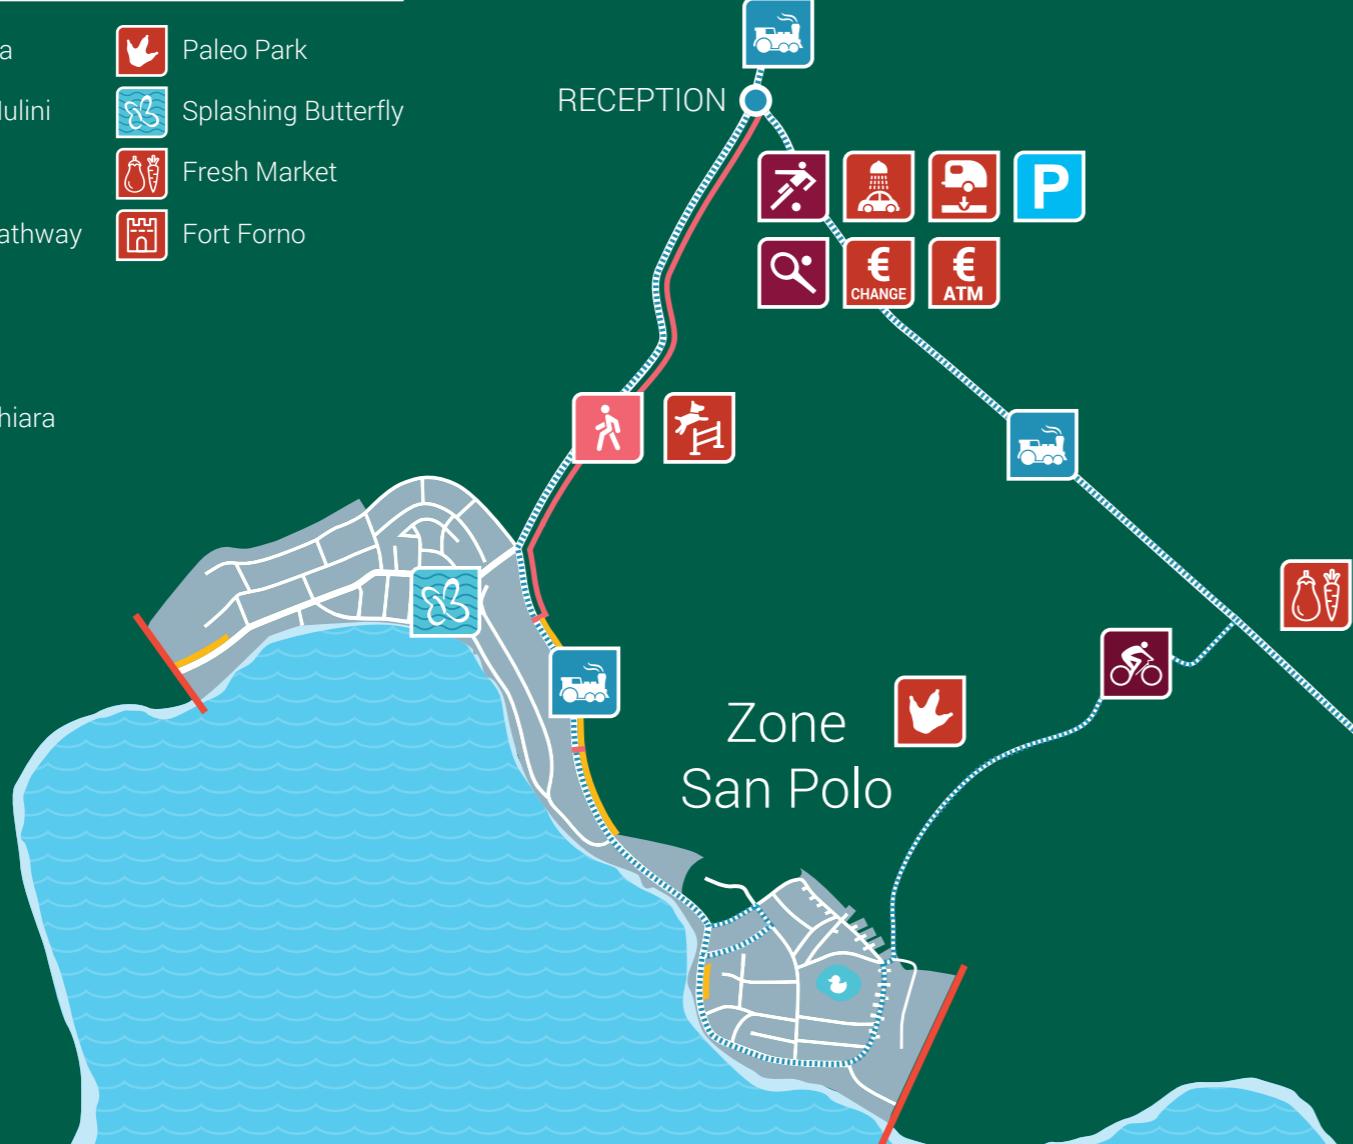 Paleo Park
Splashing Butterfly
Fresh Market
Fort Forno
RECEPTION
P
€
CHANGE
€
ATM
Zone
San Polo